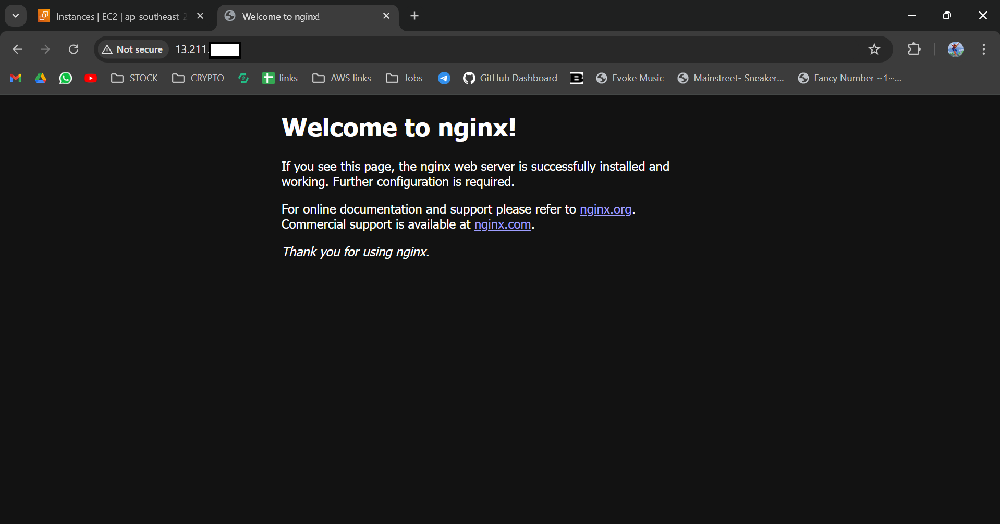 Instances | EC2 | ap-southeast-2
Welcome to nginx!
Not secure
13.211.
STOCK
CRYPTO
links
AWS links
Jobs
GitHub Dashboard
B
Evoke Music
Mainstreet- Sneaker...
Fancy Number ~1~...
Welcome to nginx!
If you see this page, the nginx web server is successfully installed and
working. Further configuration is required.
For online documentation and support please refer to nginx.org.
Commercial support is available at nginx.com.
Thank you for using nginx.